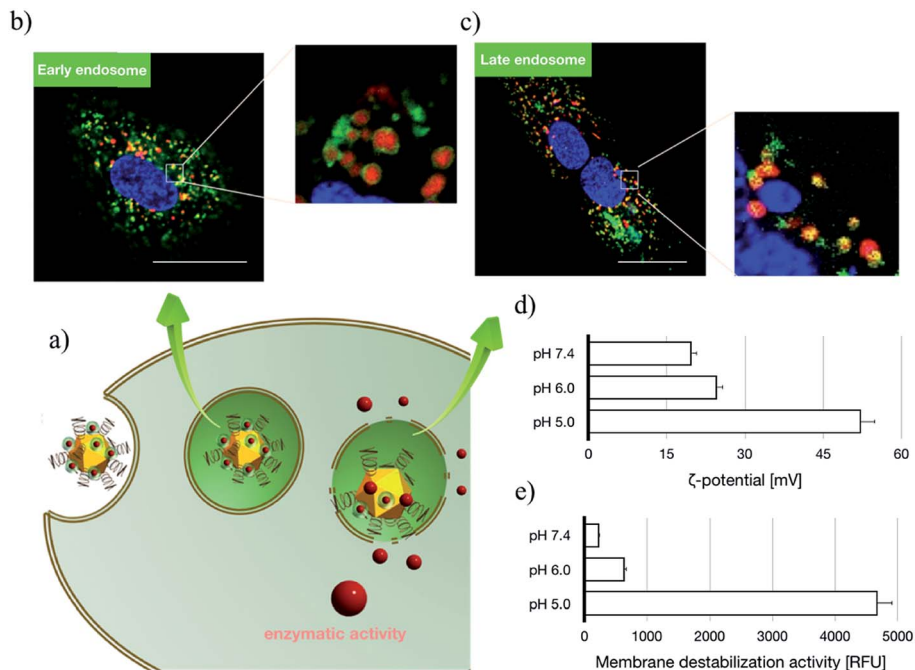 b)
Early endosome
c)
Late endosome
a)
enzymatic activity
d)
pH 7.4
pH 6.0
pH 5.0
0 15 30 45 60
ζ-potential [mV]
e)
pH 7.4
pH 6.0
pH 5.0
0 1000 2000 3000 4000 5000
Membrane destabilization activity [RFU]